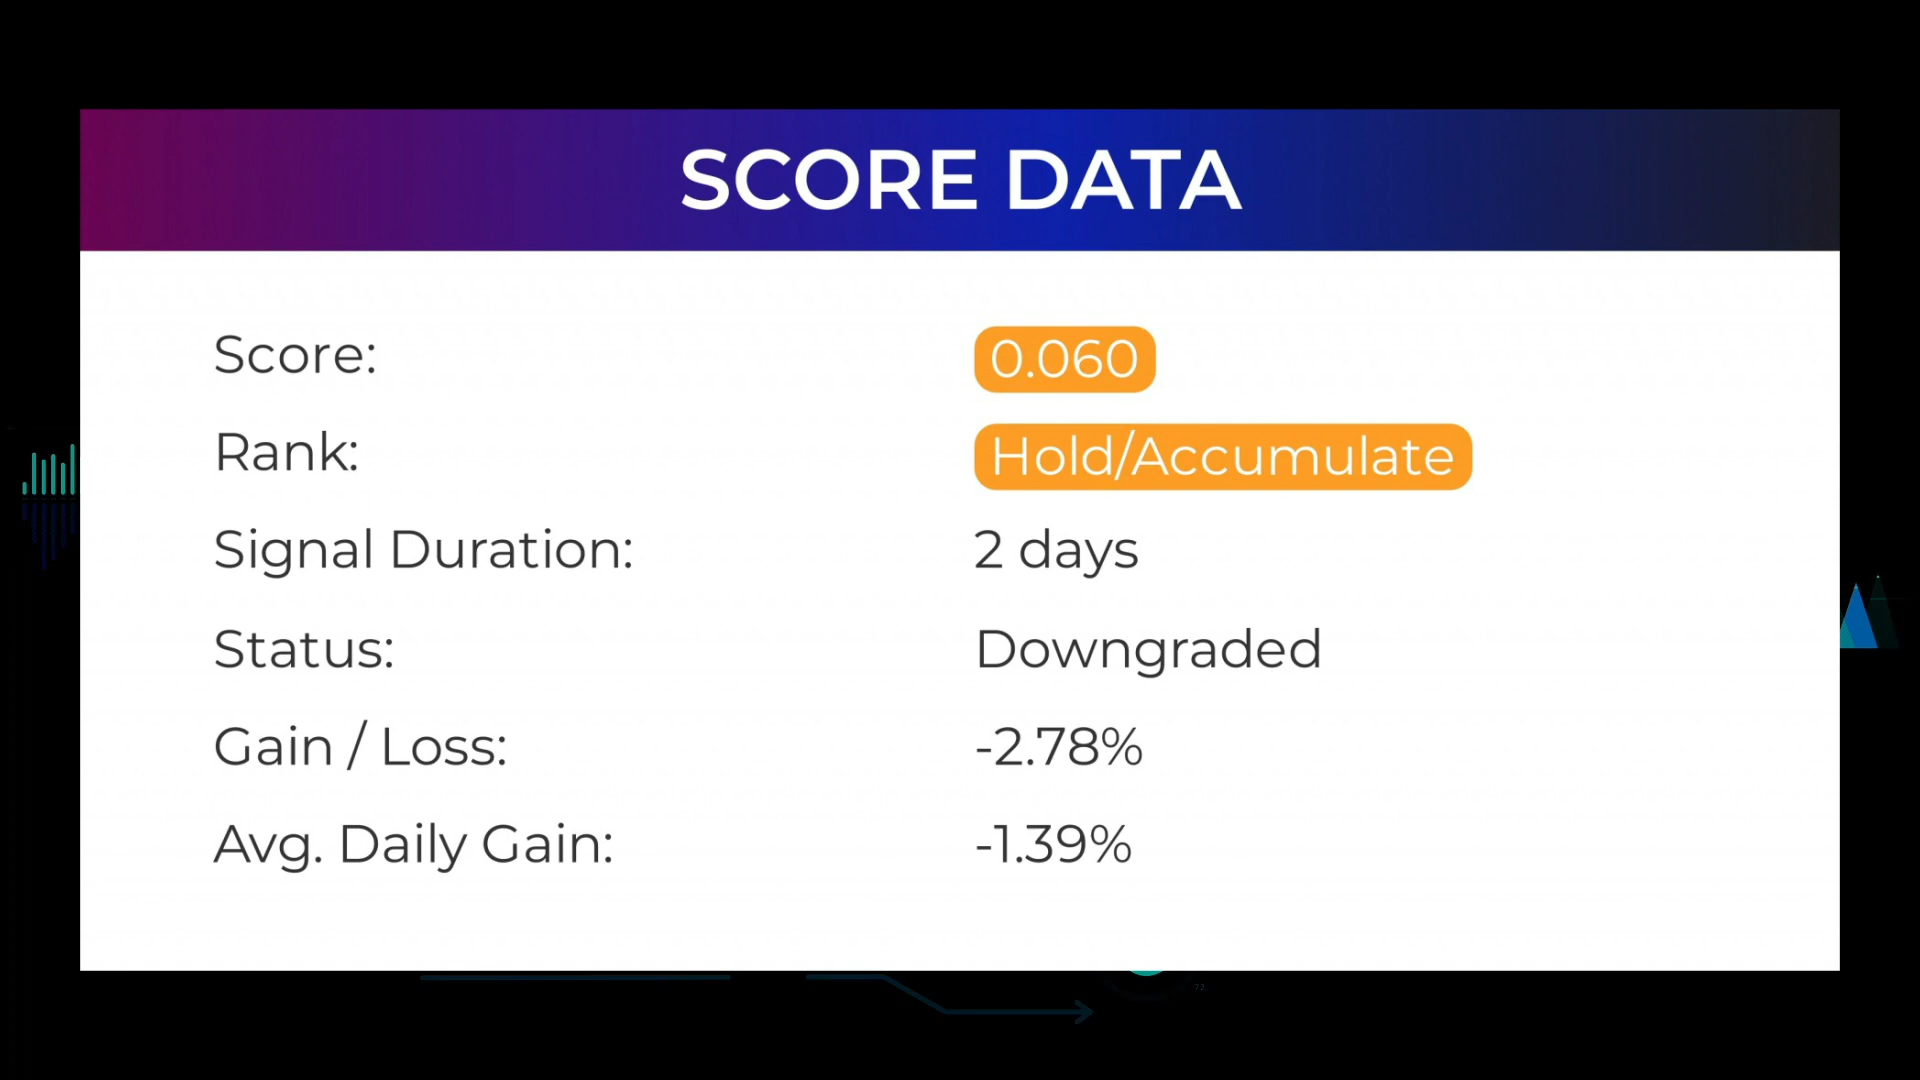 SCORE DATA
Score: 0.060
Rank: Hold/Accumulate
Signal Duration: 2 days
Status: Downgraded
Gain / Loss: -2.78%
Avg. Daily Gain: -1.39%